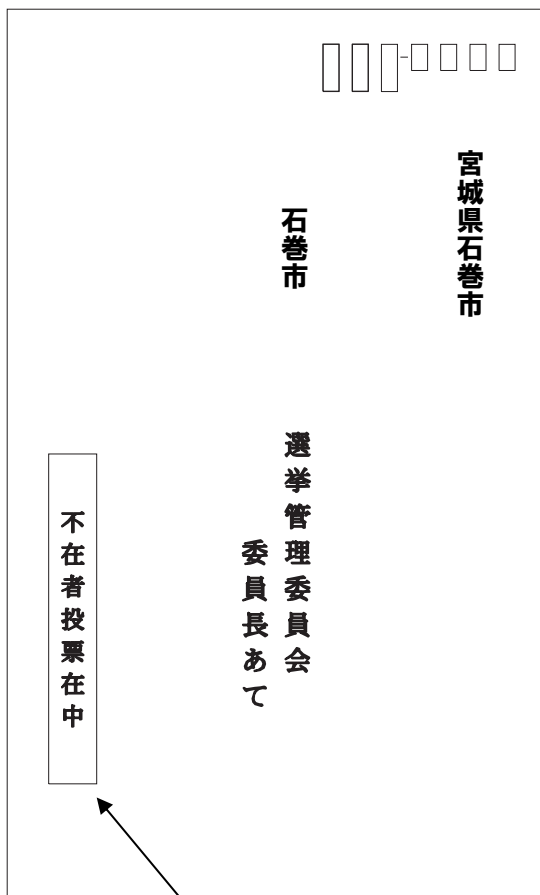 宮城県石巻市
石巻市
選挙管理委員会
委員長あて
不在者投票在中